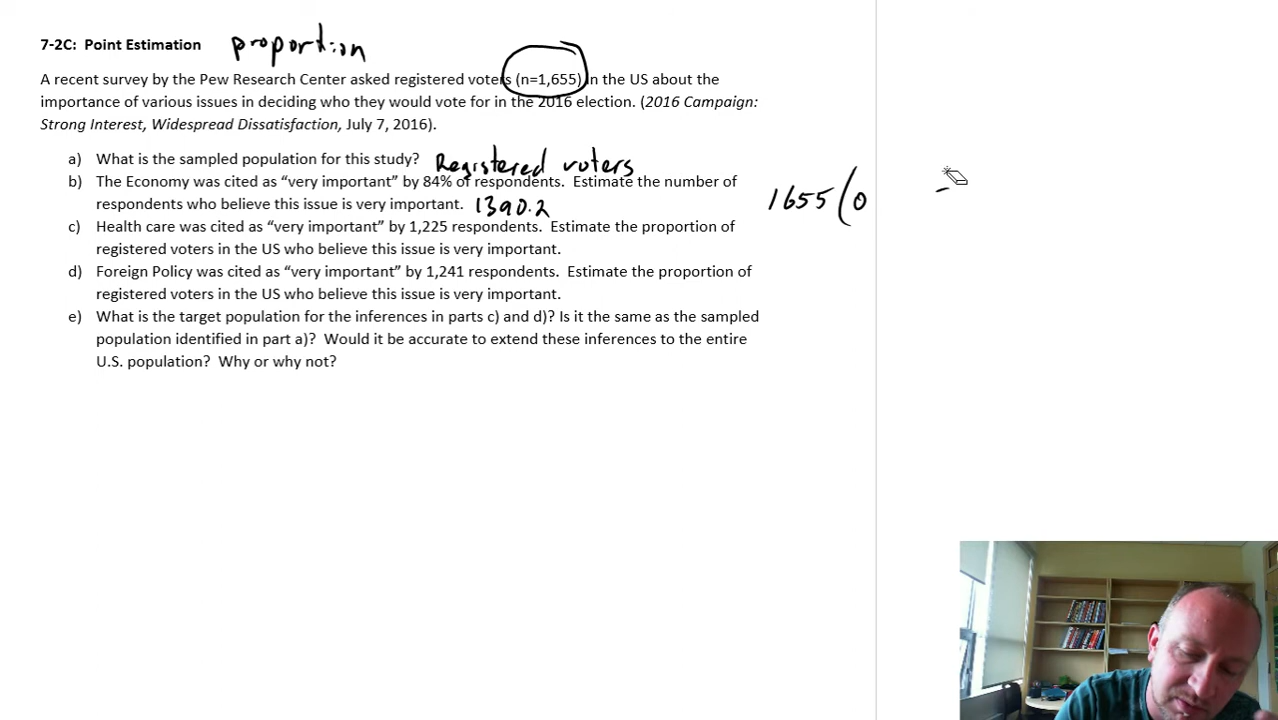 7-2C: Point Estimation proportion
A recent survey by the Pew Research Center asked registered voters (n=1,655) in the US about the
importance of various issues in deciding who they would vote for in the 2016 election. (2016 Campaign:
Strong Interest, Widespread Dissatisfaction, July 7, 2016).
a) What is the sampled population for this study? Registered voters
b) The Economy was cited as “very important” by 84% of respondents. Estimate the number of
respondents who believe this issue is very important. 1390.2
1655(0 -
c) Health care was cited as “very important” by 1,225 respondents. Estimate the proportion of
registered voters in the US who believe this issue is very important.
d) Foreign Policy was cited as “very important” by 1,241 respondents. Estimate the proportion of
registered voters in the US who believe this issue is very important.
e) What is the target population for the inferences in parts c) and d)? Is it the same as the sampled
population identified in part a)? Would it be accurate to extend these inferences to the entire
U.S. population? Why or why not?